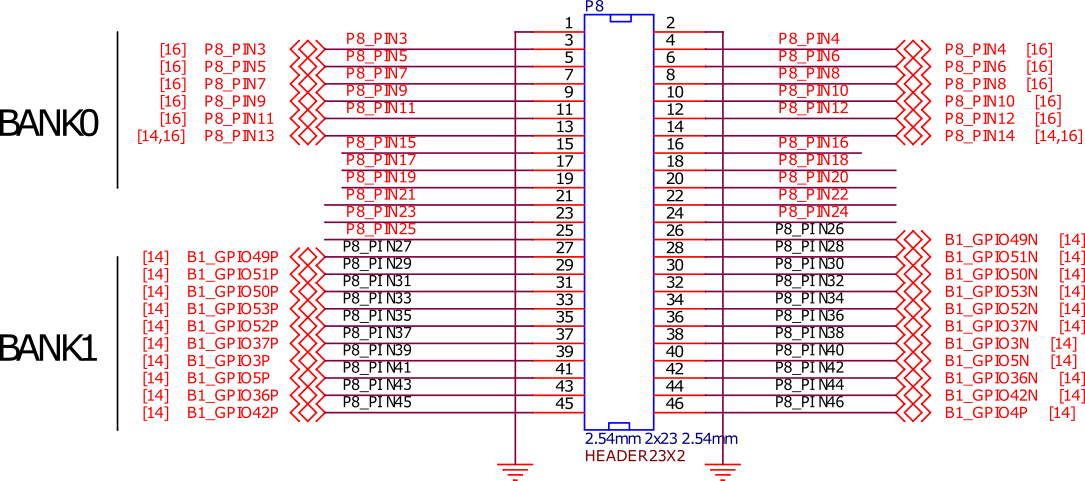 P8
1 2
P8_PIN3 3 4 P8_PIN4
[16] P8_PIN3 P8_PIN5 5 6 P8_PIN6 P8_PIN4 [16]
[16] P8_PIN5 P8_PIN7 7 8 P8_PIN8 P8_PIN6 [16]
[16] P8_PIN7 P8_PIN9 9 10 P8_PIN10 P8_PIN8 [16]
[16] P8_PIN9 P8_PIN11 11 12 P8_PIN12 P8_PIN10 [16]
BANK0
[16] P8_PIN11 13 14 P8_PIN12 [16]
[14,16] P8_PIN13 P8_PIN15 15 16 P8_PIN16 P8_PIN14 [14,16]
P8_PIN17 17 18 P8_PIN18
P8_PIN19 19 20 P8_PIN20
P8_PIN21 21 22 P8_PIN22
P8_PIN23 23 24 P8_PIN24
P8_PIN25 25 26 P8_PIN26
P8_PIN27 27 28 P8_PIN28 B1_GPIO49N [14]
[14] B1_GPIO49P P8_PIN29 29 30 P8_PIN30 B1_GPIO51N [14]
[14] B1_GPIO51P P8_PIN31 31 32 P8_PIN32 B1_GPIO50N [14]
[14] B1_GPIO50P P8_PIN33 33 34 P8_PIN34 B1_GPIO53N [14]
[14] B1_GPIO53P P8_PIN35 35 36 P8_PIN36 B1_GPIO52N [14]
[14] B1_GPIO52P P8_PIN37 37 38 P8_PIN38 B1_GPIO37N [14]
BANK1
[14] B1_GPIO37P P8_PIN39 39 40 P8_PIN40 B1_GPIO3N [14]
[14] B1_GPIO3P P8_PIN41 41 42 P8_PIN42 B1_GPIO5N [14]
[14] B1_GPIO5P P8_PIN43 43 44 P8_PIN44 B1_GPIO36N [14]
[14] B1_GPIO36P P8_PIN45 45 46 P8_PIN46 B1_GPIO42N [14]
[14] B1_GPIO42P B1_GPIO4P [14]
2.54mm 2x23 2.54mm
HEADER23X2